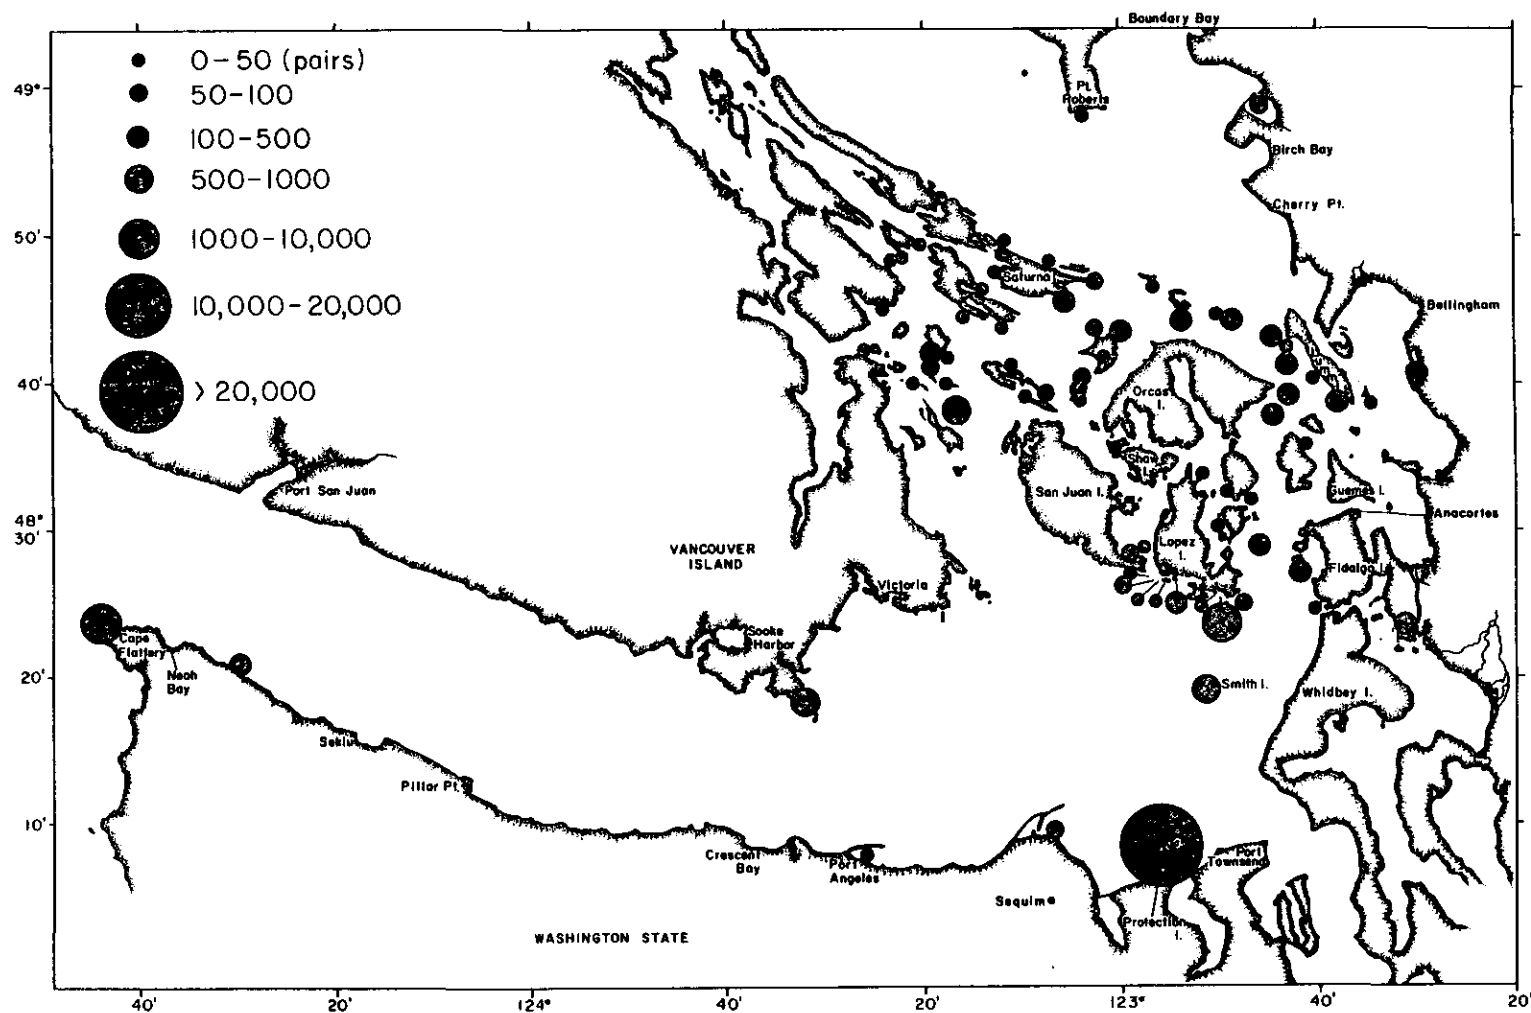 Boundary Bay
0-50 (pairs)
50-100
100-500
500-1000
1000-10,000
10,000-20,000
> 20,000
49°
50'
40'
48°
30'
20'
10'
Pt.
Roberts
Birch Bay
Cherry Pt.
Saturna I.
Bellingham
Orcas
I.
Shaw
I.
San Juan I.
Guemes I.
Anacortes
Lopez
I.
Fidalgo I.
Port San Juan
VANCOUVER
ISLAND
Victoria
Sooke
Harbor
Cape
Flattery
Neah
Bay
Sekiu
Pillar Pt.
Smith I.
Whidbey I.
Crescent
Bay
Port
Angeles
Port
Townsend
Sequim
Protection
I.
WASHINGTON STATE
40'
20'
124°
40'
20'
123°
40'
20'